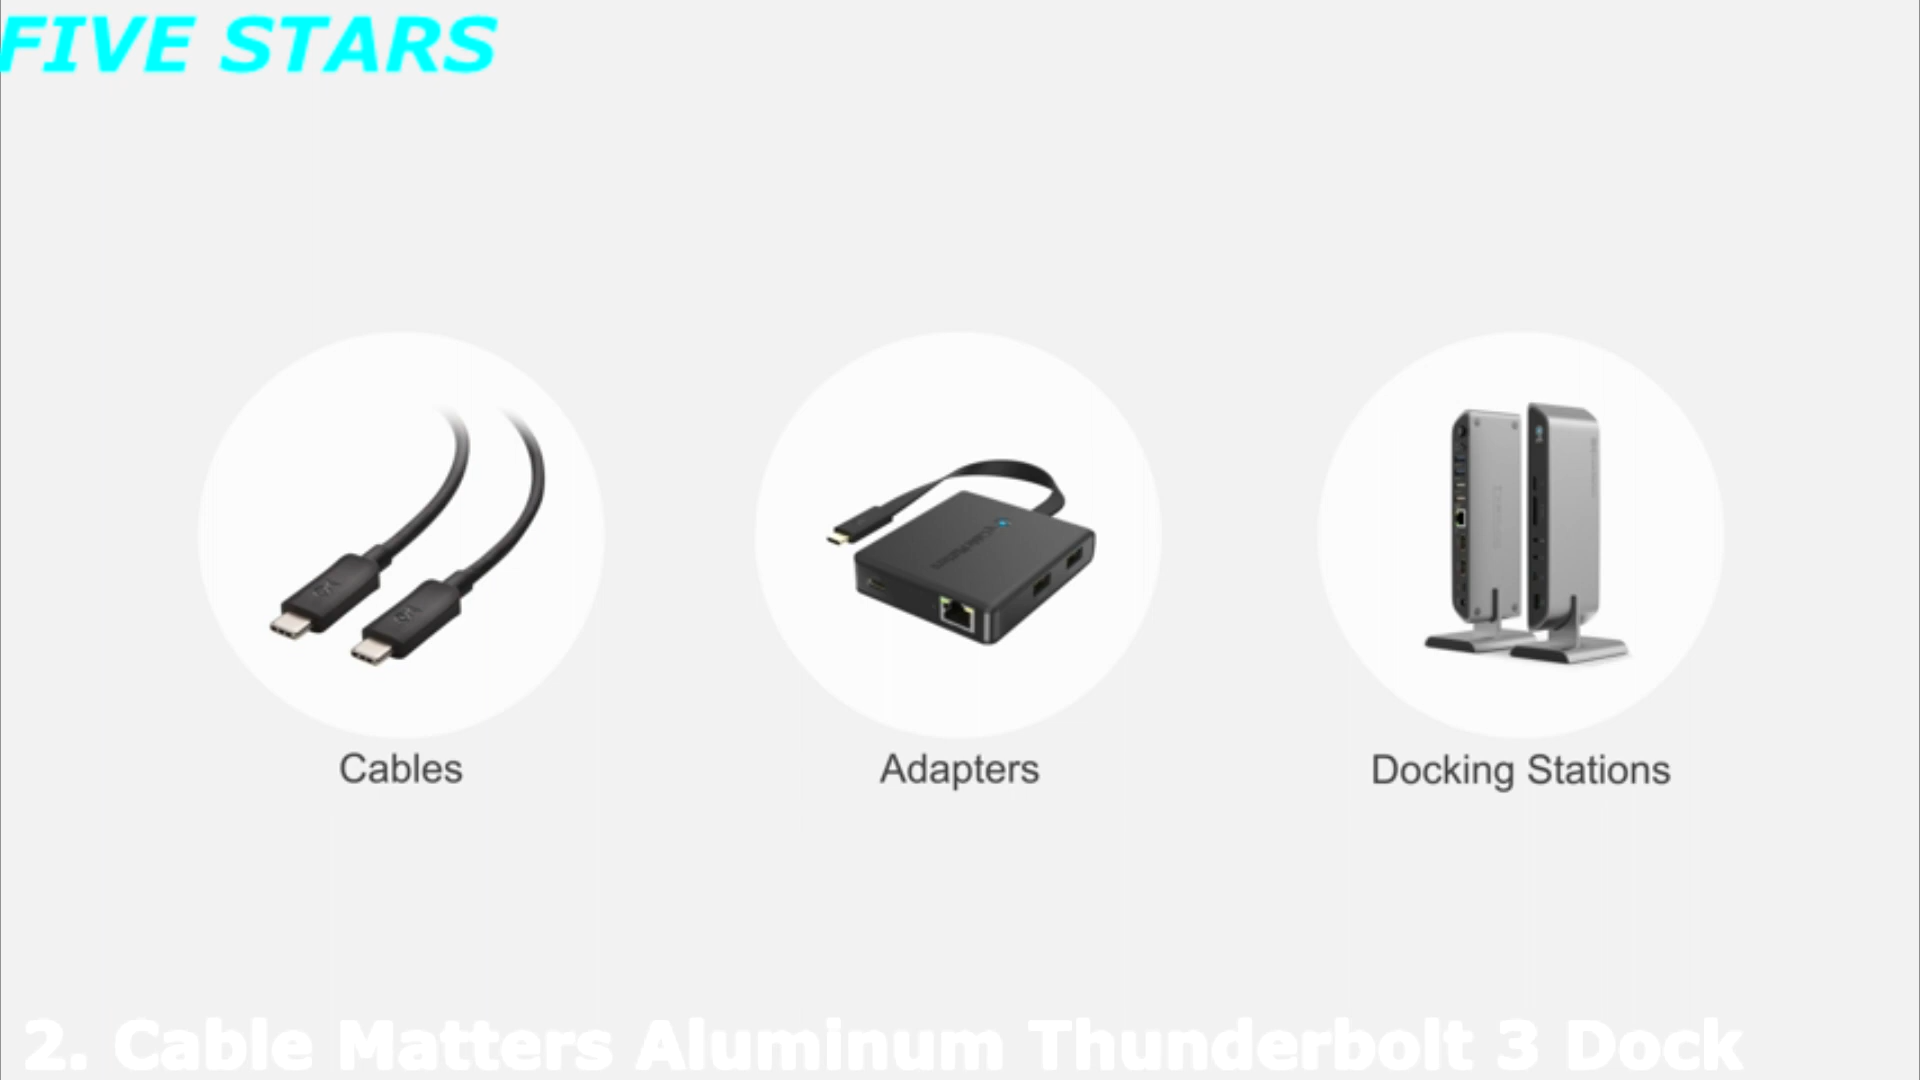 FIVE STARS
Cables
Adapters
Docking Stations
2. Cable Matters Aluminum Thunderbolt 3 Dock